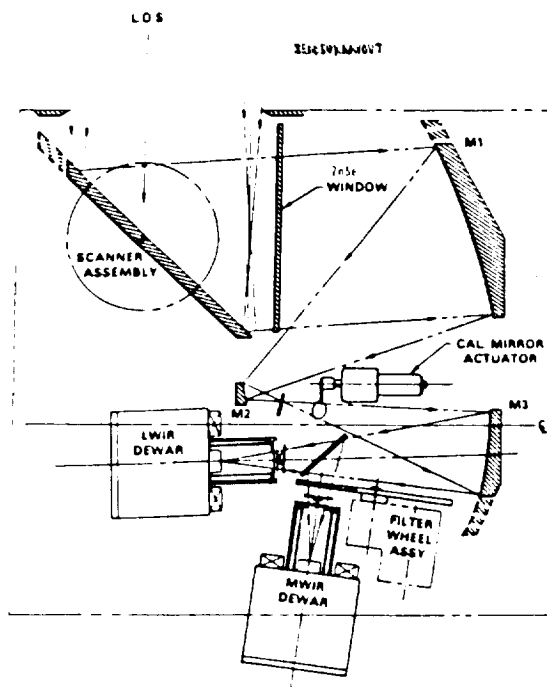 LOS
M1
ZnSe
WINDOW
SCANNER
ASSEMBLY
CAL. MIRROR
ACTUATOR
M2
M3
LWIR
DEWAR
FILTER
WHEEL
ASSY
MWIR
DEWAR